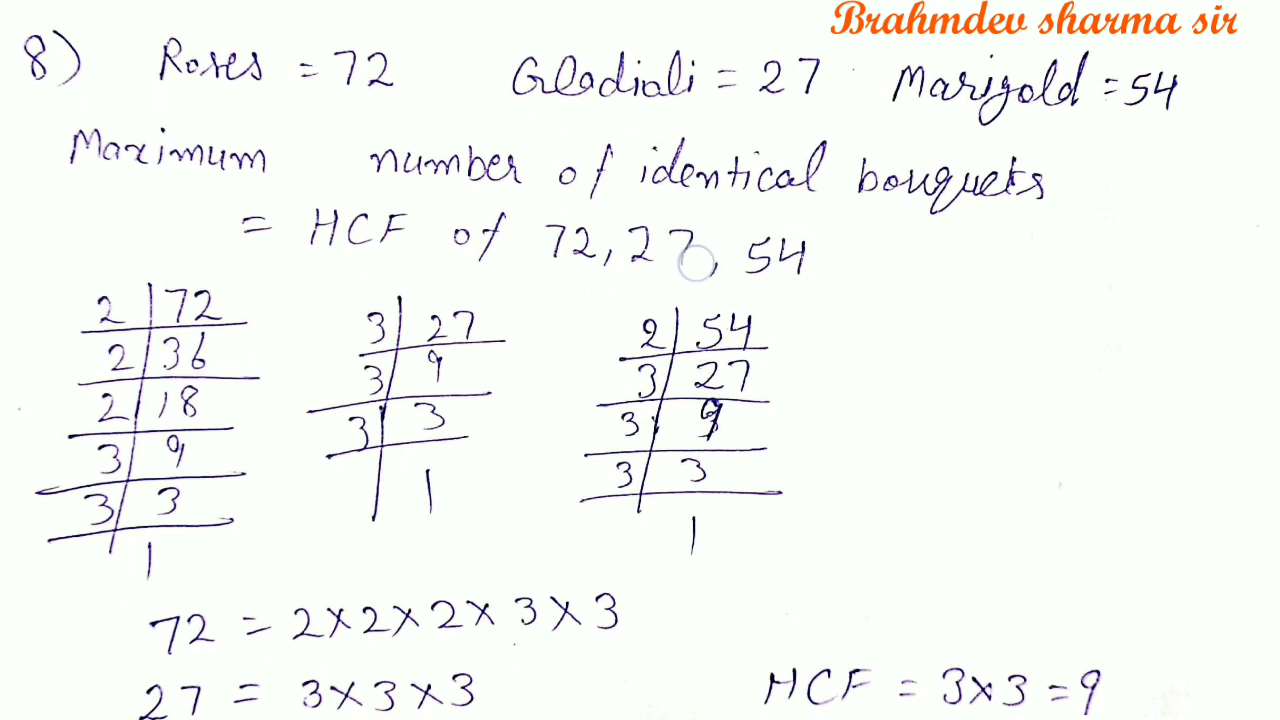 Brahmdev sharma sir
8) Roses = 72 Gladiali = 27 Marigold = 54
Maximum number of identical bouquets
= HCF of 72, 27, 54
2 72 3 27 2 54
2 36 3 9 3 27
2 18 3 3 3 9
3 9 1 3 3
3 3 1
1
72 = 2×2×2×3×3
27 = 3×3×3 HCF = 3×3 = 9